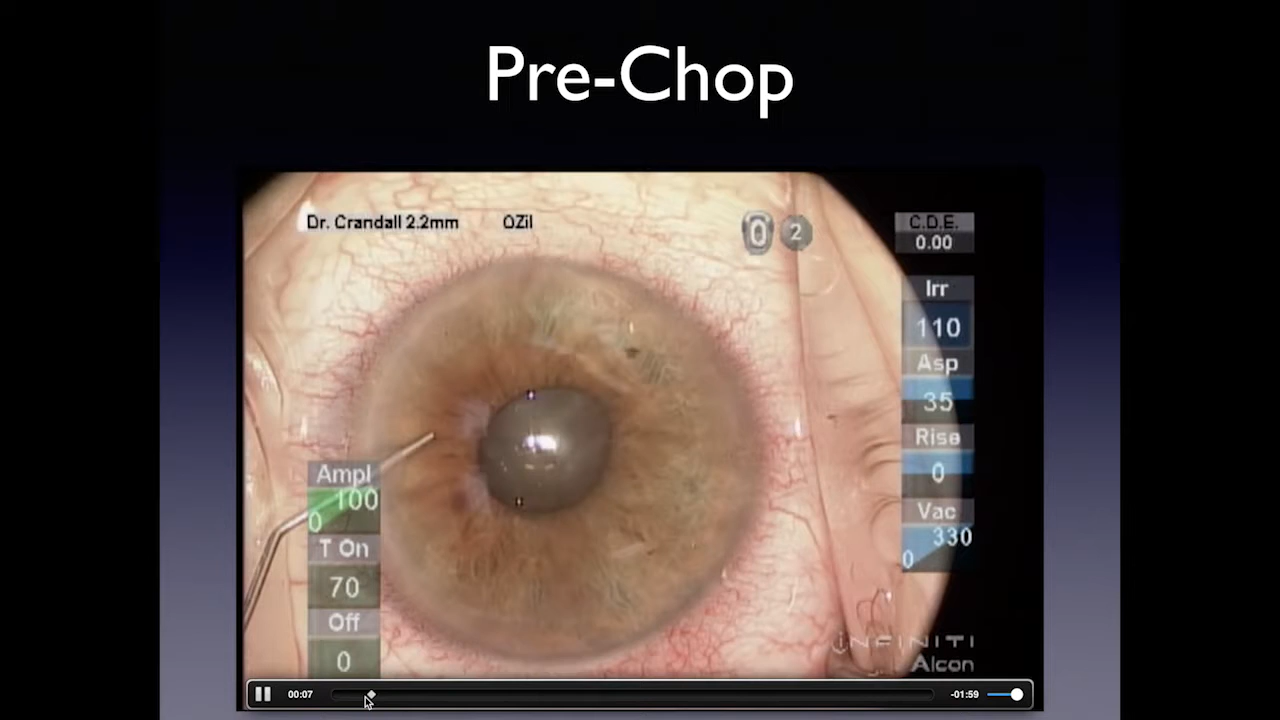 Pre-Chop
Dr. Crandall 2.2mm OZil
0 2
C.D.E.
0.00
Irr
110
Asp
35
Rise
0
Vac
330
0
Ampl
100
0
T On
70
Off
0
INFINITI
Alcon
00:07
-01:59